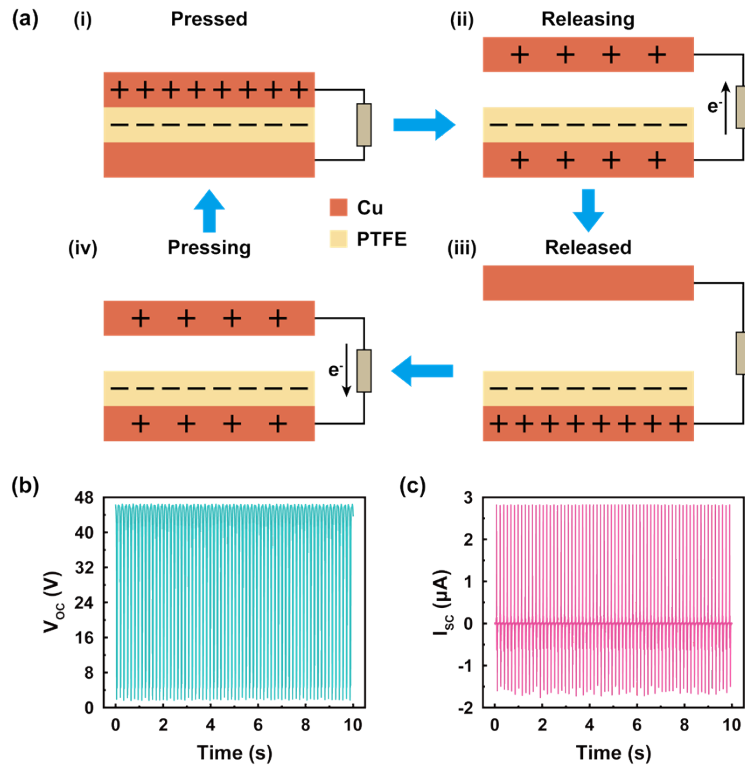 (a) (i) Pressed (ii) Releasing
+ + + + + + + + + + + +
− − − − − − − − e⁻ − − − − − − − −
+ + + +
Cu
PTFE
(iv) Pressing (iii) Released
+ + + +
e⁻
− − − − − − − − − − − − − − − −
+ + + + + + + + + + + +
(b) (c)
48
40
32
24
16
8
0
V_OC (V)
0 2 4 6 8 10
Time (s)
3
2
1
0
-1
-2
I_SC (μA)
0 2 4 6 8 10
Time (s)